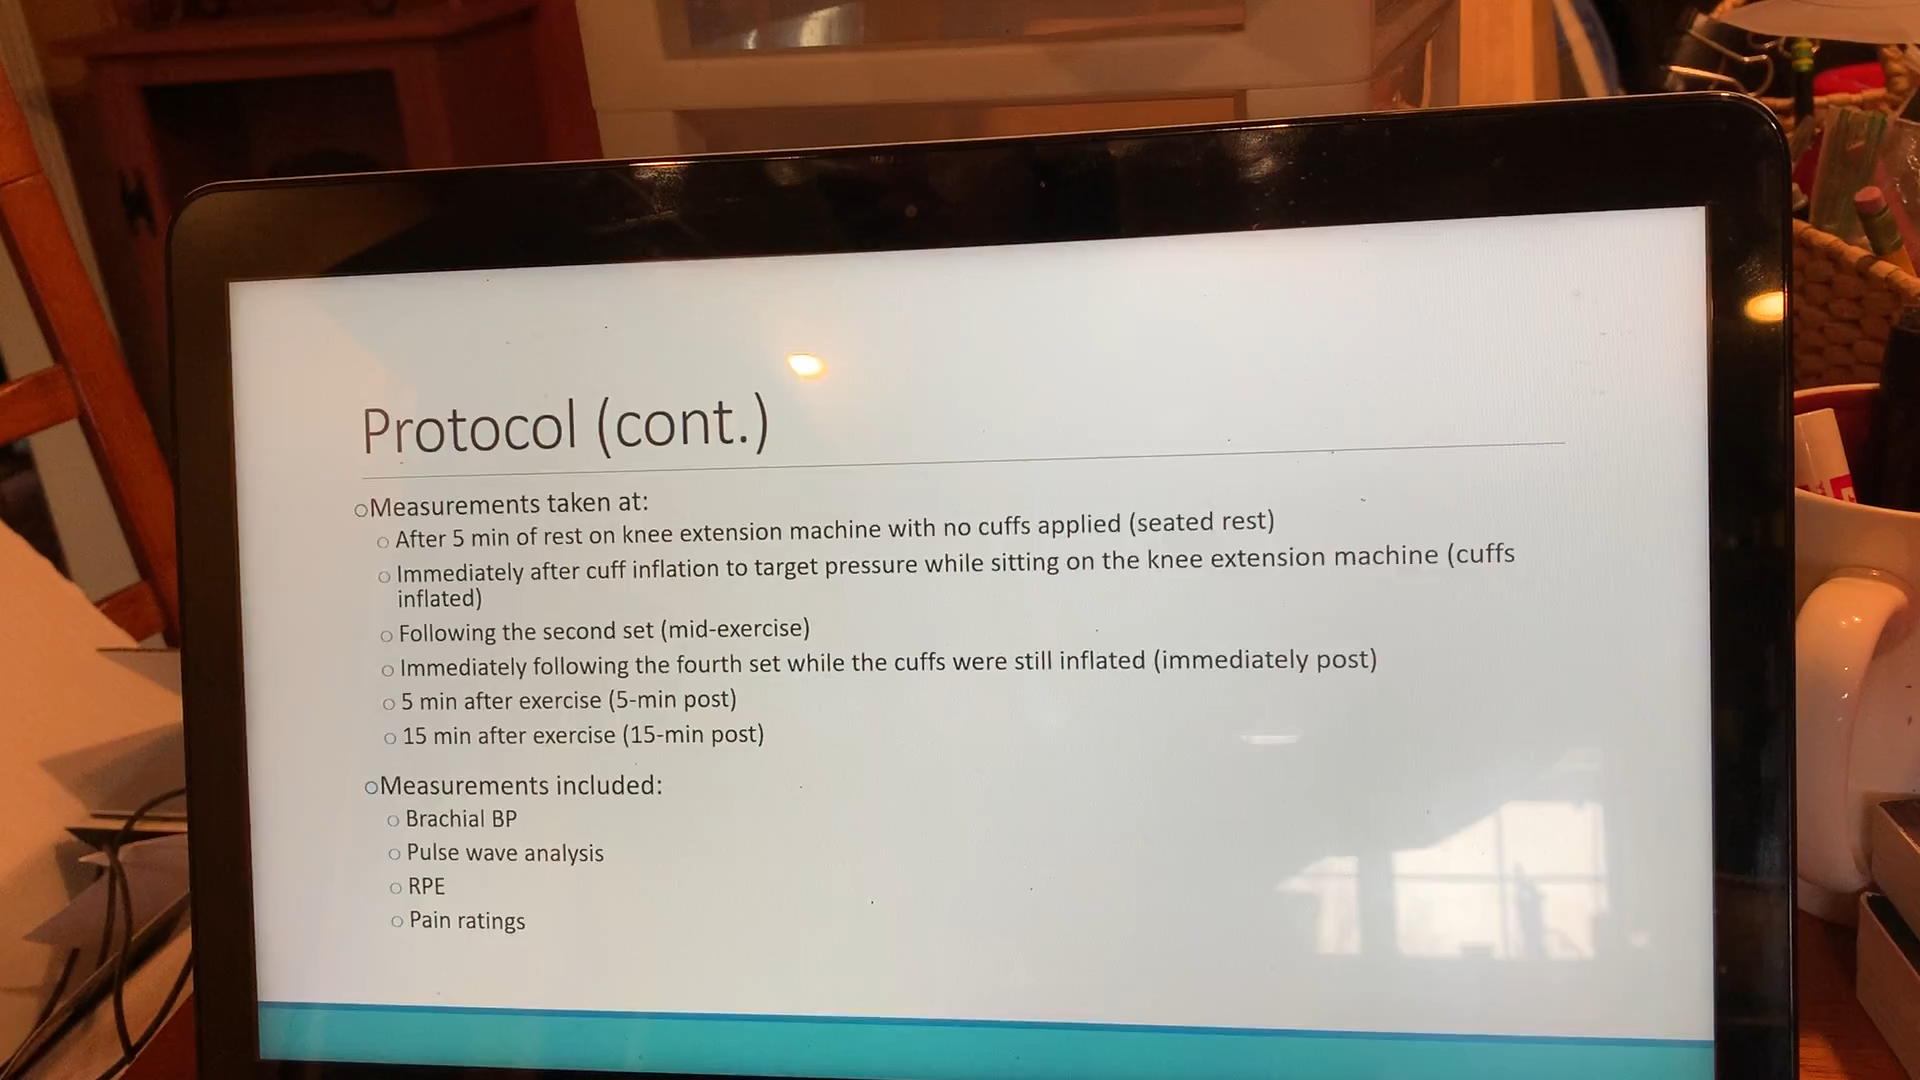 Protocol (cont.)
○Measurements taken at:
○ After 5 min of rest on knee extension machine with no cuffs applied (seated rest)
○ Immediately after cuff inflation to target pressure while sitting on the knee extension machine (cuffs
inflated)
○ Following the second set (mid-exercise)
○ Immediately following the fourth set while the cuffs were still inflated (immediately post)
○ 5 min after exercise (5-min post)
○ 15 min after exercise (15-min post)
○Measurements included:
○ Brachial BP
○ Pulse wave analysis
○ RPE
○ Pain ratings